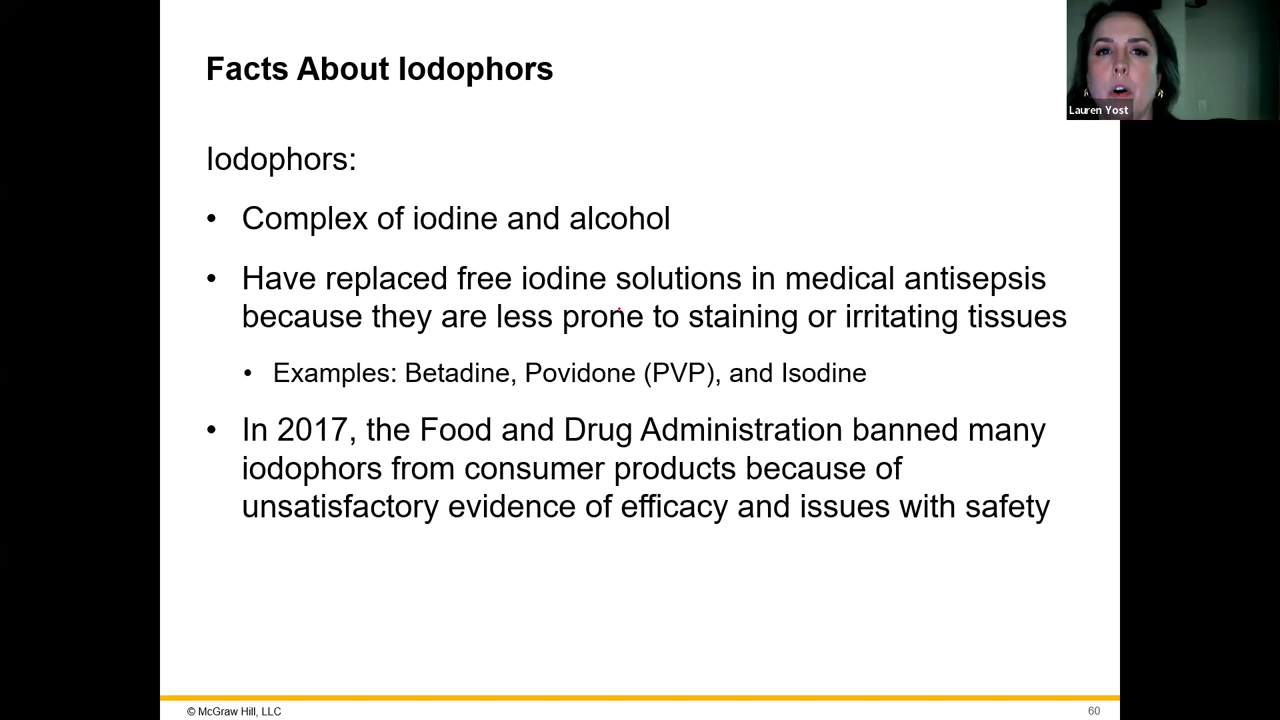 Facts About Iodophors
Lauren Yost
Iodophors:
• Complex of iodine and alcohol
• Have replaced free iodine solutions in medical antisepsis
because they are less prone to staining or irritating tissues
• Examples: Betadine, Povidone (PVP), and Isodine
• In 2017, the Food and Drug Administration banned many
iodophors from consumer products because of
unsatisfactory evidence of efficacy and issues with safety
© McGraw Hill, LLC
60